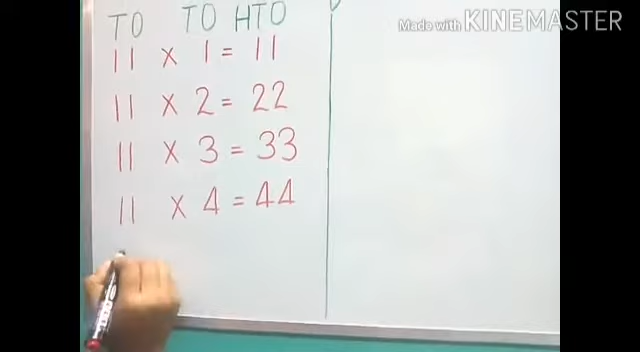 Made with KINEMASTER
TO TO HTO
11 X 1 = 11
11 X 2 = 22
11 X 3 = 33
11 X 4 = 44